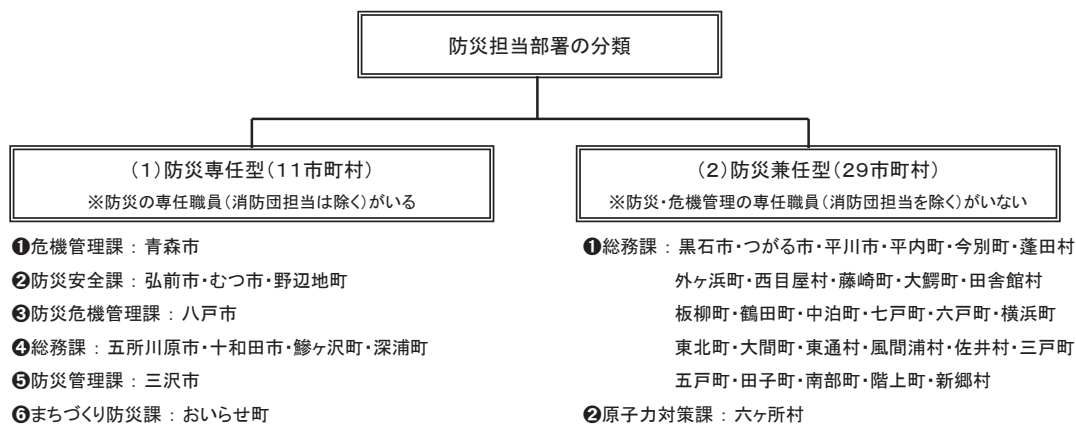 防災担当部署の分類
(1)防災専任型(11市町村)
※防災の専任職員(消防団担当は除く)がいる
❶危機管理課 : 青森市
❷防災安全課 : 弘前市・むつ市・野辺地町
❸防災危機管理課 : 八戸市
❹総務課 : 五所川原市・十和田市・鰺ヶ沢町・深浦町
❺防災管理課 : 三沢市
❻まちづくり防災課 : おいらせ町
(2)防災兼任型(29市町村)
※防災・危機管理の専任職員(消防団担当を除く)がいない
❶総務課 : 黒石市・つがる市・平川市・平内町・今別町・蓬田村
外ヶ浜町・西目屋村・藤崎町・大鰐町・田舎館村
板柳町・鶴田町・中泊町・七戸町・六戸町・横浜町
東北町・大間町・東通村・風間浦村・佐井村・三戸町
五戸町・田子町・南部町・階上町・新郷村
❷原子力対策課 : 六ヶ所村